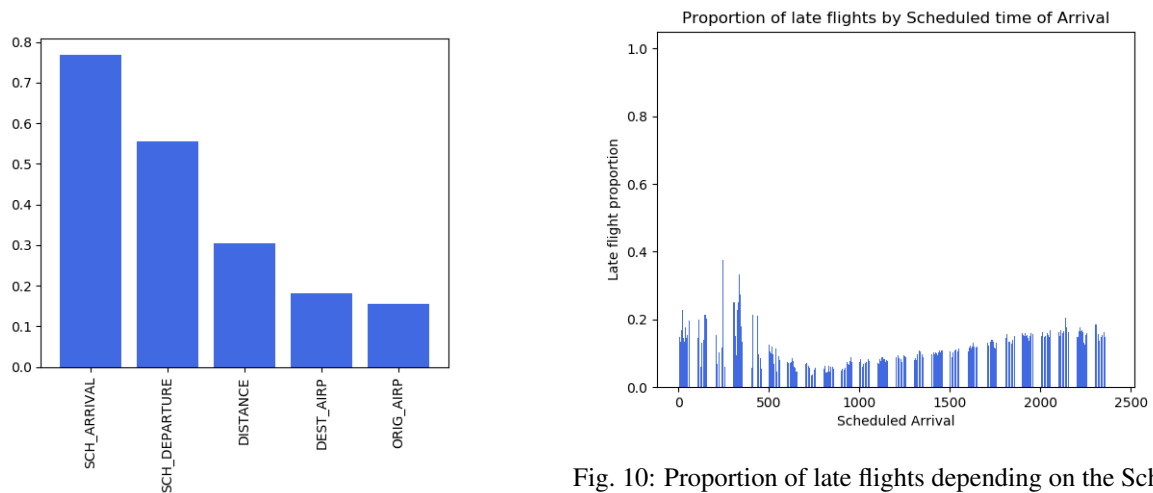 0.8
0.7
0.6
0.5
0.4
0.3
0.2
0.1
0.0
SCH_ARRIVAL
SCH_DEPARTURE
DISTANCE
DEST_AIRP
ORIG_AIRP
Proportion of late flights by Scheduled time of Arrival
Late flight proportion
1.0
0.8
0.6
0.4
0.2
0.0
0
500
1000
1500
2000
2500
Scheduled Arrival
Fig. 10: Proportion of late flights depending on the Sch